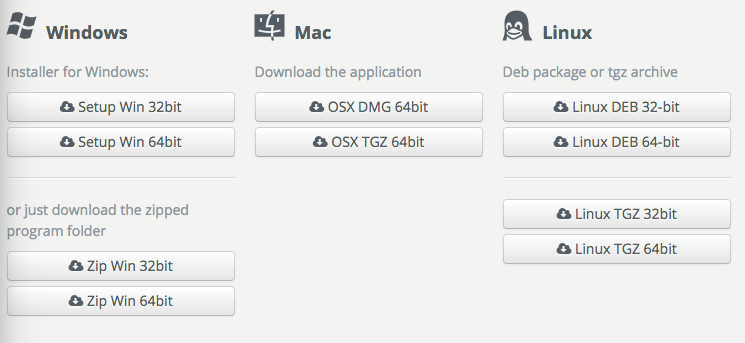 Windows
Installer for Windows:
Setup Win 32bit
Setup Win 64bit
or just download the zipped
program folder
Zip Win 32bit
Zip Win 64bit
Mac
Download the application
OSX DMG 64bit
OSX TGZ 64bit
Linux
Deb package or tgz archive
Linux DEB 32-bit
Linux DEB 64-bit
Linux TGZ 32bit
Linux TGZ 64bit